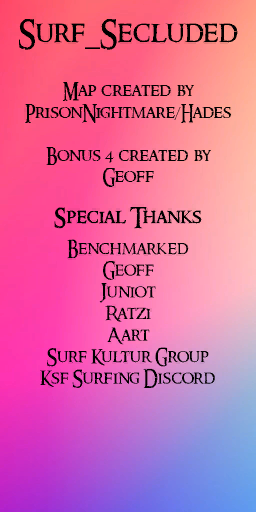 Surf_Secluded
Map created by
PrisonNightmare/Hades
Bonus 4 created by
Geoff
Special Thanks
Benchmarked
Geoff
Juniot
Ratzi
Aart
Surf Kultur Group
KSF Surfing Discord